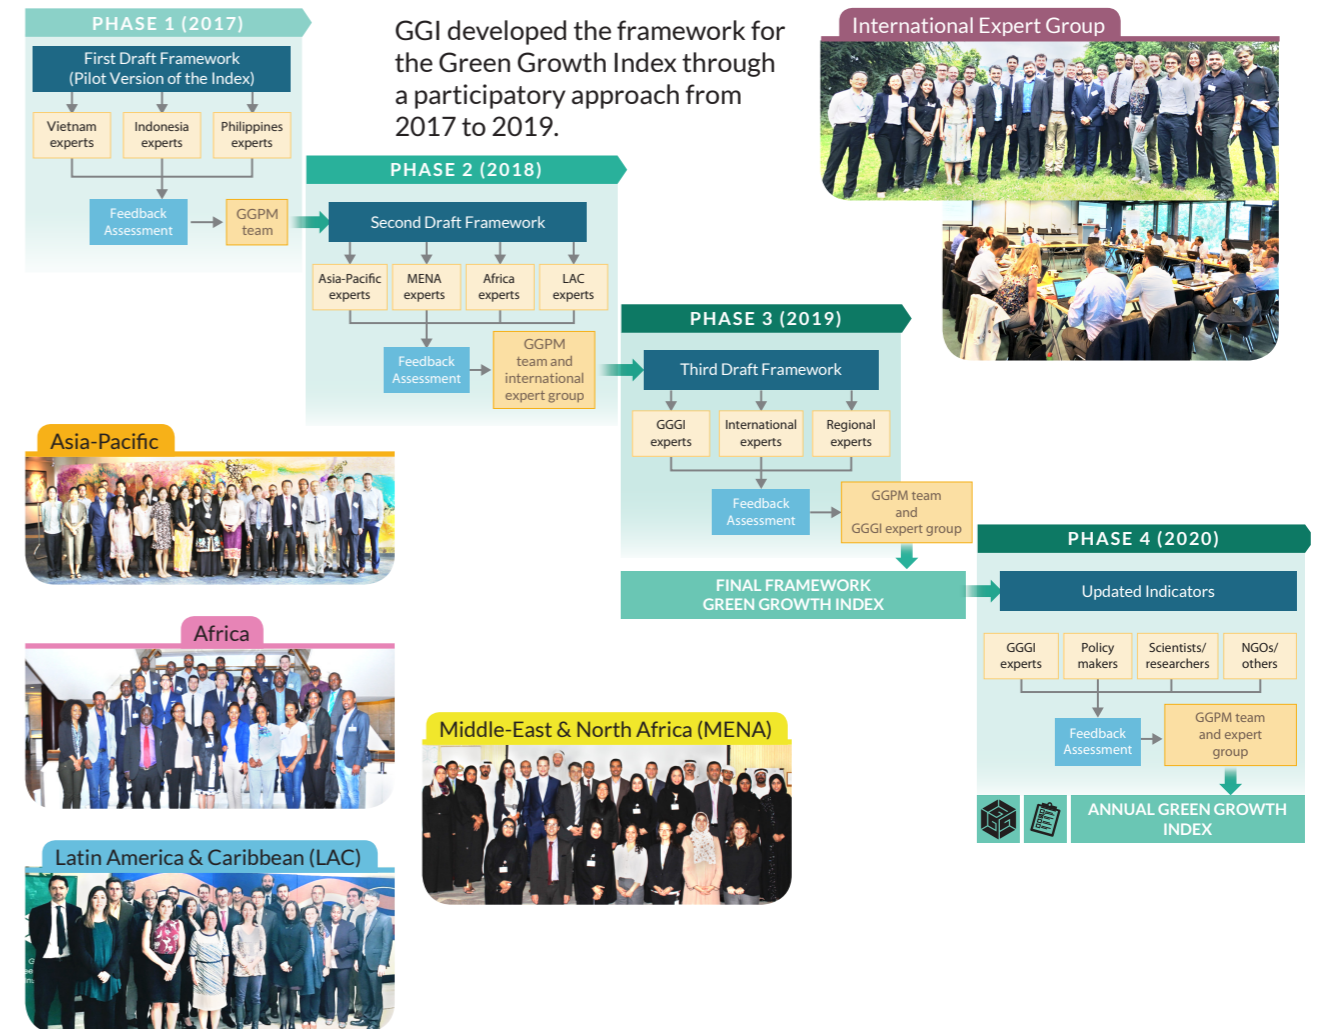 PHASE 1 (2017)
First Draft Framework
(Pilot Version of the Index)
Vietnam
experts
Indonesia
experts
Philippines
experts
Feedback
Assessment
GGPM
team
GGI developed the framework for
the Green Growth Index through
a participatory approach from
2017 to 2019.
International Expert Group
PHASE 2 (2018)
Second Draft Framework
Asia-Pacific
experts
MENA
experts
Africa
experts
LAC
experts
Feedback
Assessment
GGPM
team and
international
expert group
PHASE 3 (2019)
Third Draft Framework
GGGI
experts
International
experts
Regional
experts
Feedback
Assessment
GGPM team
and
GGGI expert group
FINAL FRAMEWORK
GREEN GROWTH INDEX
PHASE 4 (2020)
Updated Indicators
GGGI
experts
Policy
makers
Scientists/
researchers
NGOs/
others
Feedback
Assessment
GGPM team
and expert
group
ANNUAL GREEN GROWTH
INDEX
Asia-Pacific
Africa
Middle-East & North Africa (MENA)
Latin America & Caribbean (LAC)